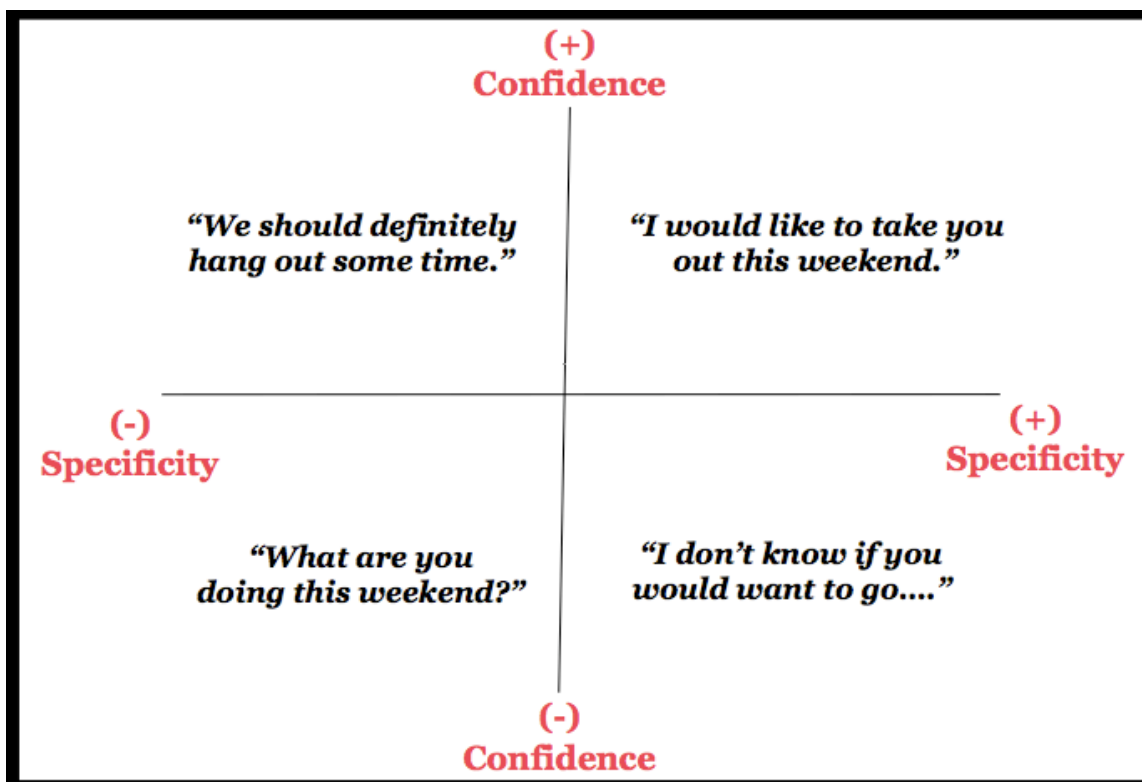 (+)
Confidence
“We should definitely
hang out some time.”
“I would like to take you
out this weekend.”
(-)
Specificity
(+)
Specificity
“What are you
doing this weekend?”
“I don’t know if you
would want to go....”
(-)
Confidence